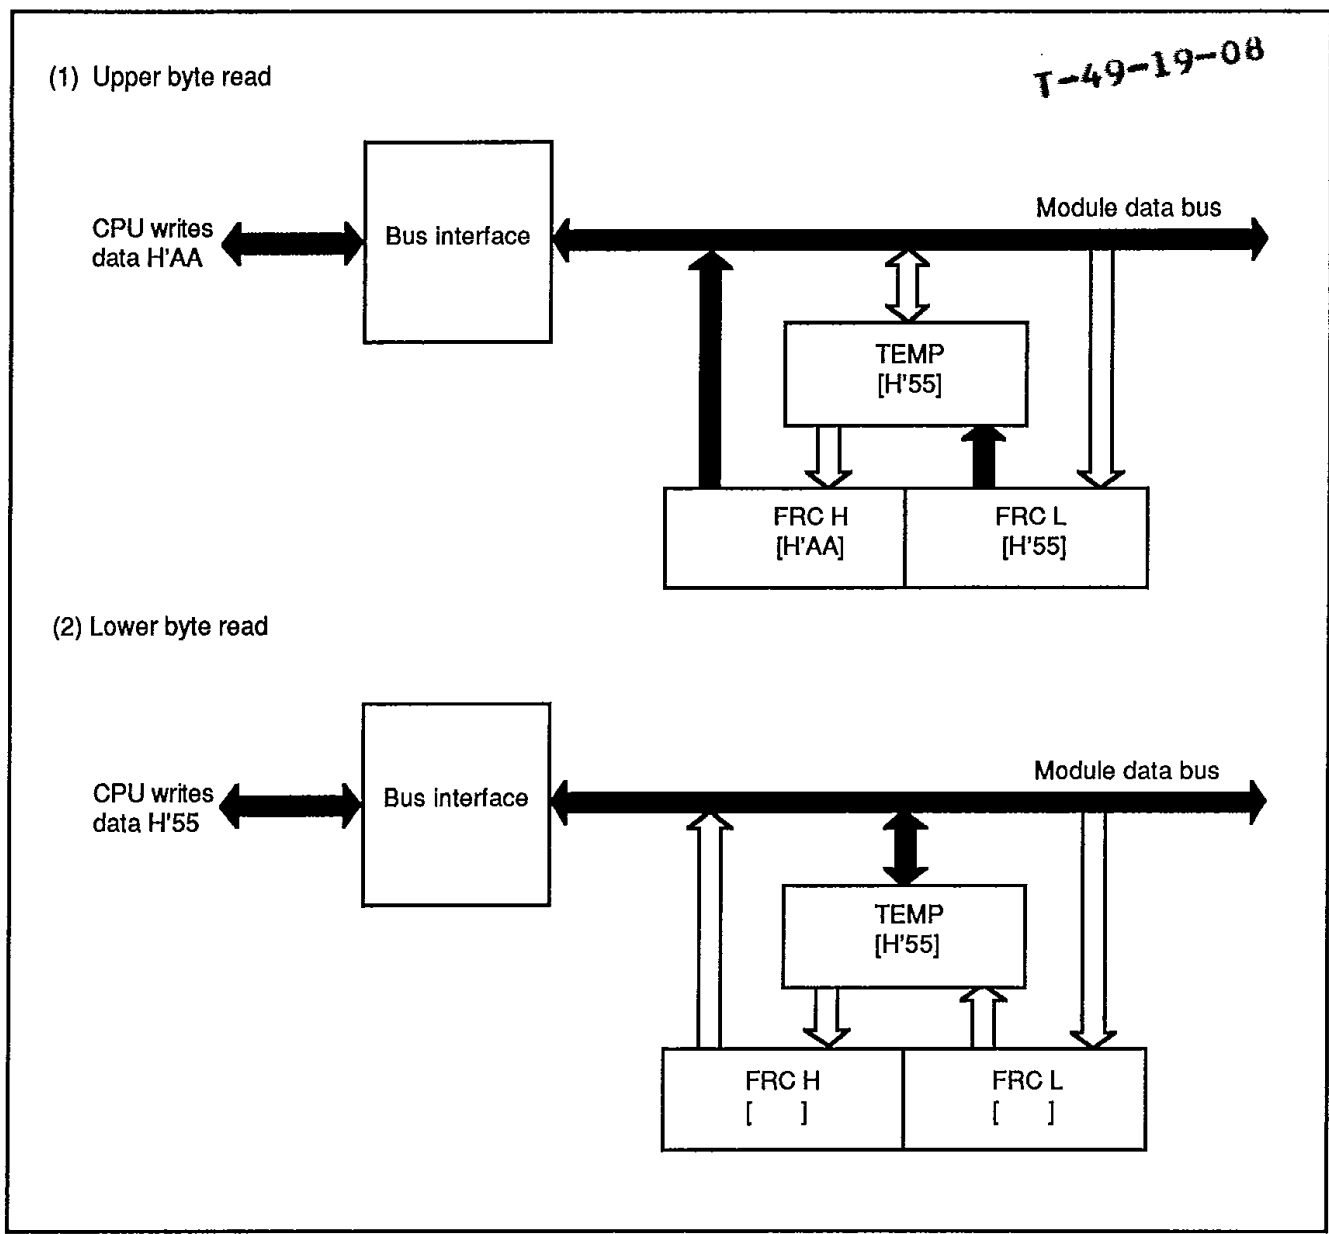 T-49-19-08
(1) Upper byte read
CPU writes
data H'AA
Bus interface
Module data bus
TEMP
[H'55]
FRC H
[H'AA]
FRC L
[H'55]
(2) Lower byte read
CPU writes
data H'55
Bus interface
Module data bus
TEMP
[H'55]
FRC H
[ ]
FRC L
[ ]